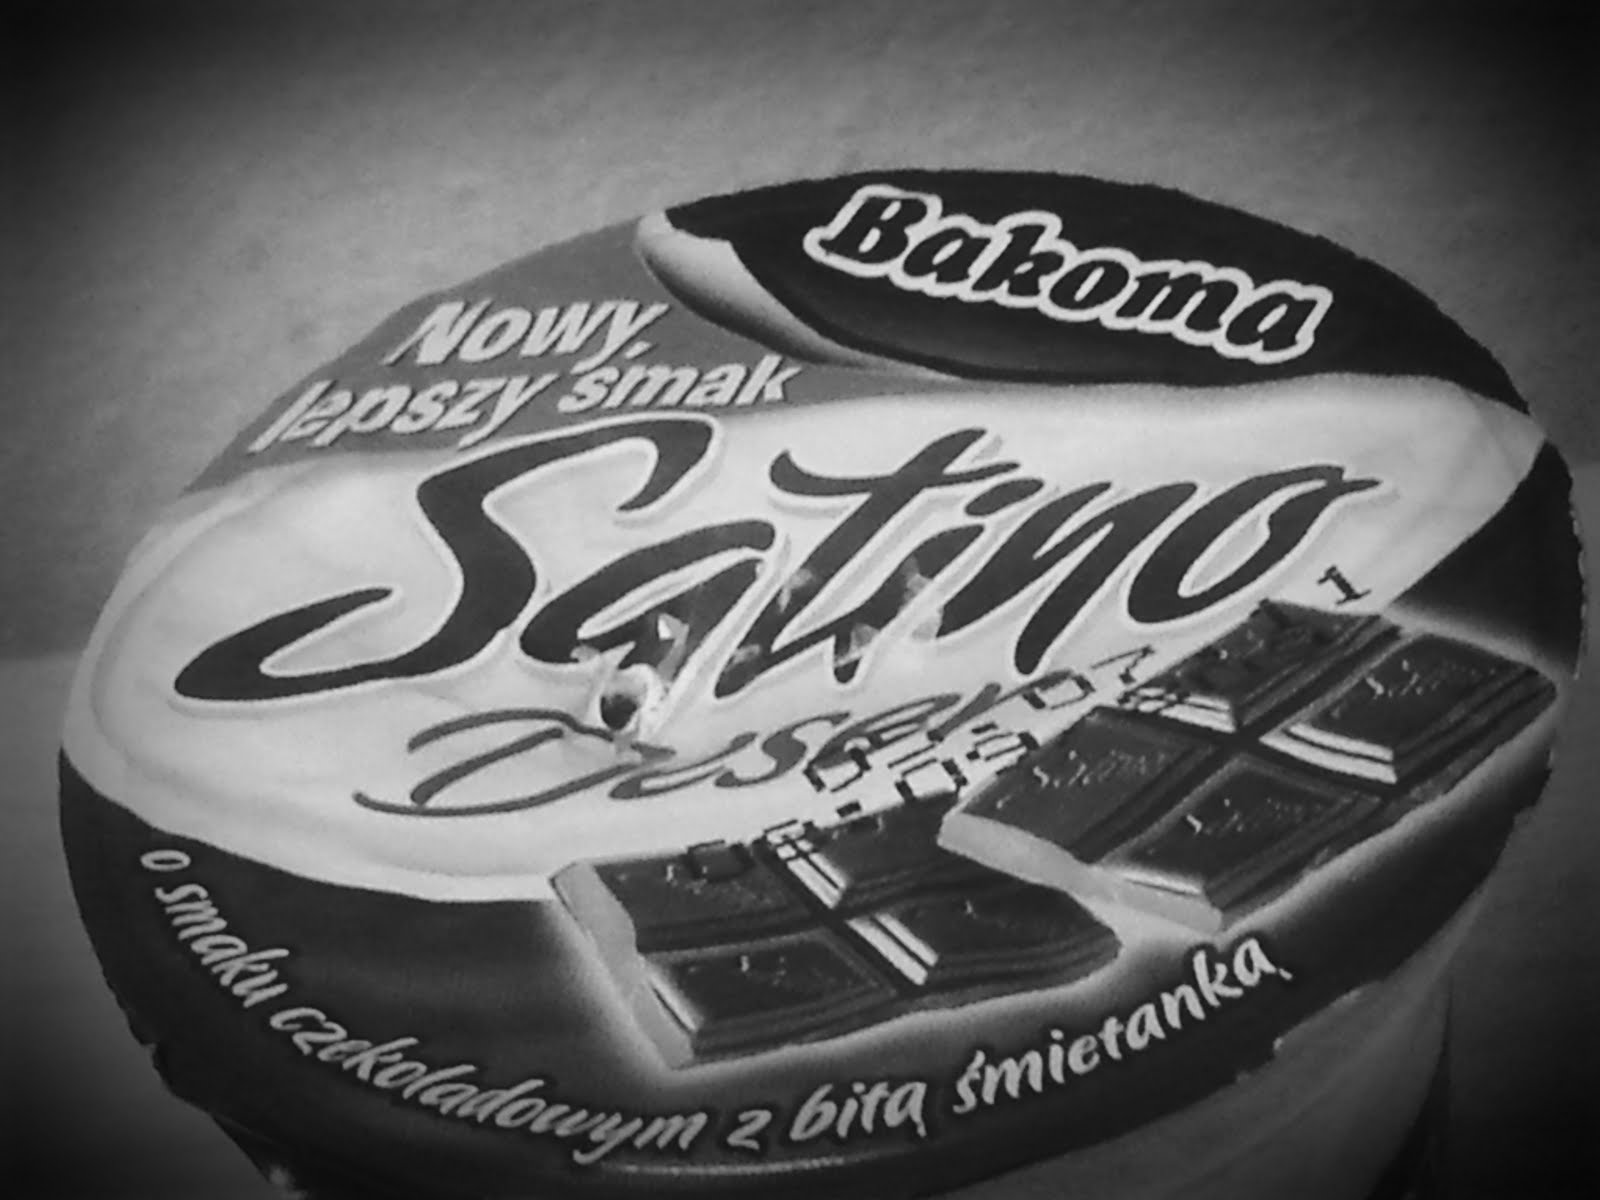 Bakoma
Nowy,
lepszy smak
Satino
Deser
o smaku czekoladowym z bitą śmietanką